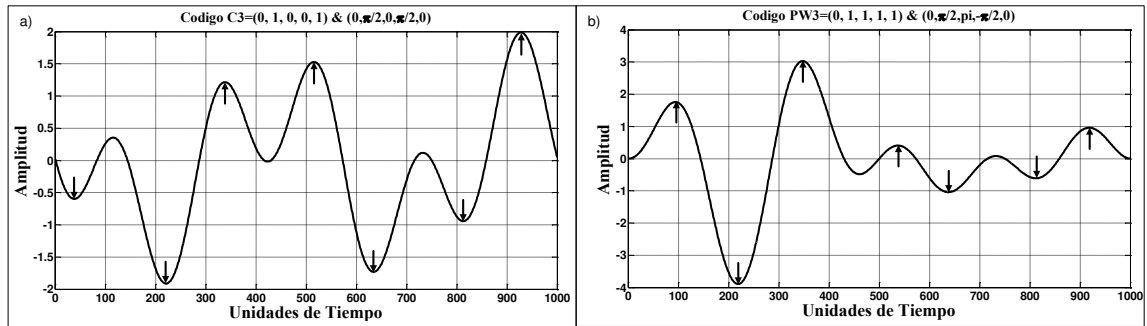 a)
Codigo C3=(0, 1, 0, 0, 1) & (0,π/2,0,π/2,0)
2
1.5
1
0.5
0
-0.5
-1
-1.5
-2
Amplitud
0 100 200 300 400 500 600 700 800 900 1000
Unidades de Tiempo
b)
Codigo PW3=(0, 1, 1, 1, 1) & (0,π/2,pi,-π/2,0)
4
3
2
1
0
-1
-2
-3
-4
Amplitud
0 100 200 300 400 500 600 700 800 900 1000
Unidades de Tiempo